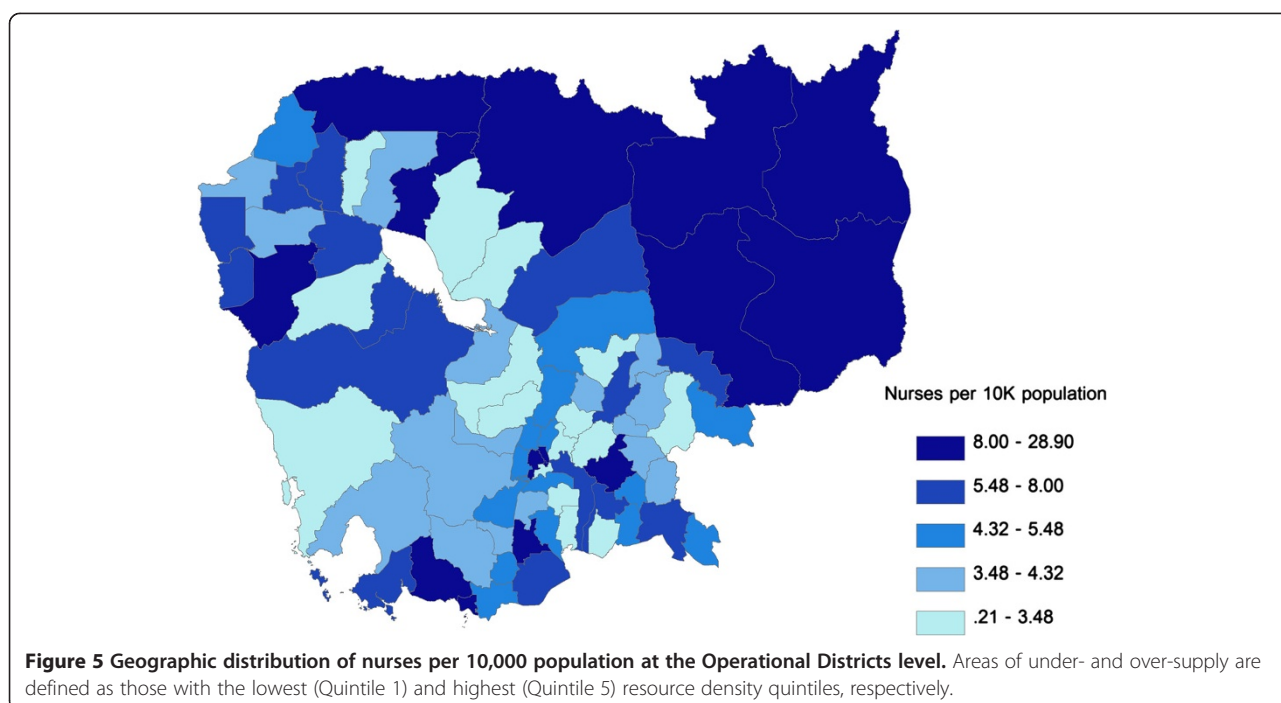 Nurses per 10K population
8.00 - 28.90
5.48 - 8.00
4.32 - 5.48
3.48 - 4.32
.21 - 3.48
Figure 5 Geographic distribution of nurses per 10,000 population at the Operational Districts level. Areas of under- and over-supply are
defined as those with the lowest (Quintile 1) and highest (Quintile 5) resource density quintiles, respectively.